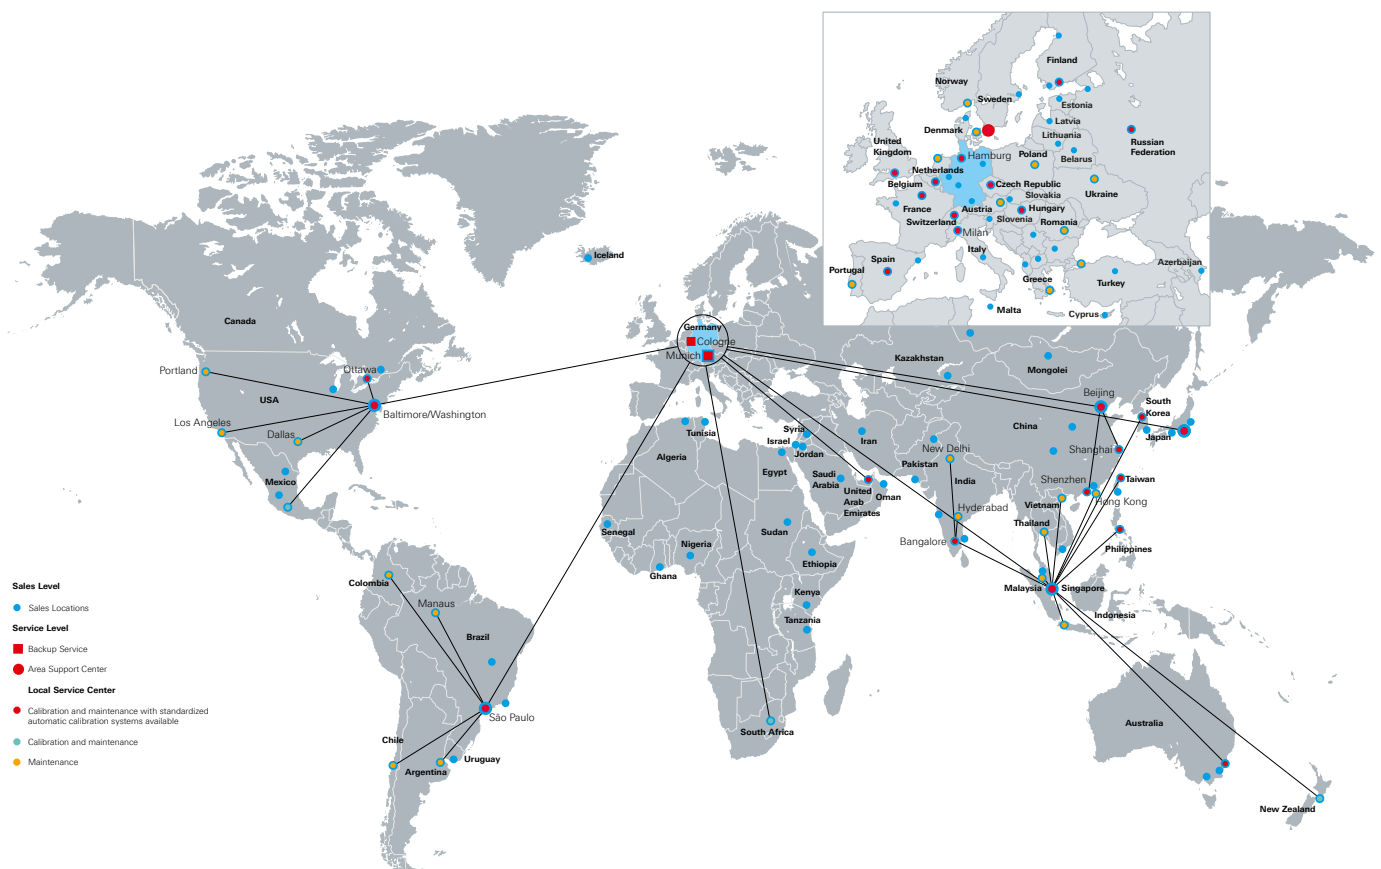 Finland
Norway
Sweden
Estonia
Denmark
Latvia
Lithuania
Russian
Federation
United
Kingdom
Hamburg
Poland
Belarus
Netherlands
Belgium
Czech Republic
Slovakia
Ukraine
France
Austria
Hungary
Switzerland
Slovenia
Romania
Milan
Italy
Spain
Portugal
Greece
Turkey
Azerbaijan
Malta
Cyprus
Iceland
Canada
Germany
Cologne
Munich
Kazakhstan
Mongolei
Portland
Ottawa
USA
Baltimore/Washington
Los Angeles
Dallas
Mexico
Beijing
South
Korea
China
Japan
Shanghai
Tunisia
Algeria
Syria
Israel
Jordan
Iran
Egypt
Saudi
Arabia
United
Arab
Emirates
Oman
New Delhi
Pakistan
India
Shenzhen
Taiwan
Hong Kong
Vietnam
Hyderabad
Thailand
Bangalore
Philippines
Senegal
Nigeria
Sudan
Ghana
Ethiopia
Kenya
Tanzania
Malaysia
Singapore
Indonesia
Colombia
Manaus
Brazil
São Paulo
Chile
Argentina
Uruguay
South Africa
Australia
New Zealand
Sales Level
Sales Locations
Service Level
Backup Service
Area Support Center
Local Service Center
Calibration and maintenance with standardized
automatic calibration systems available
Calibration and maintenance
Maintenance